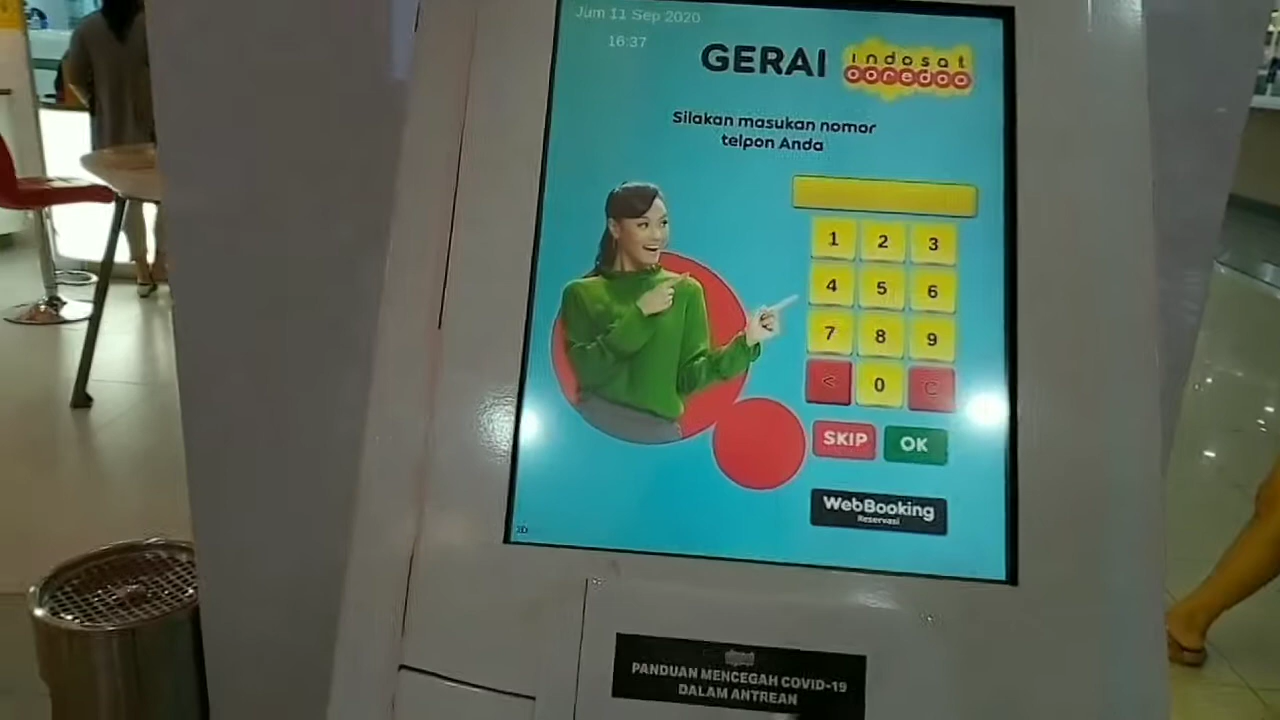 Jum 11 Sep 2020
16:37
GERAI
indosat
ooredoo
Silakan masukan nomor
telpon Anda
1 2 3
4 5 6
7 8 9
< 0 C
SKIP OK
WebBooking
Reservasi
PANDUAN MENCEGAH COVID-19
DALAM ANTREAN